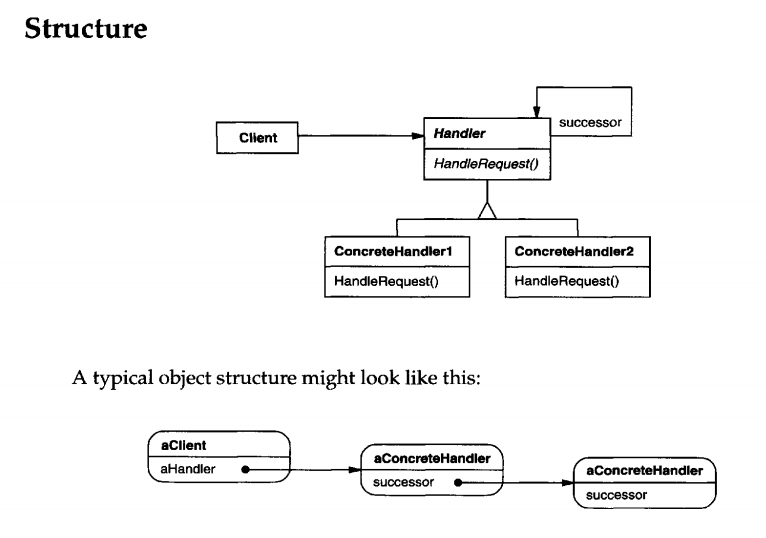 Structure
successor
Client
Handler
HandleRequest()
ConcreteHandler1
ConcreteHandler2
HandleRequest()
HandleRequest()
A typical object structure might look like this:
aClient
aHandler
aConcreteHandler
successor
aConcreteHandler
successor